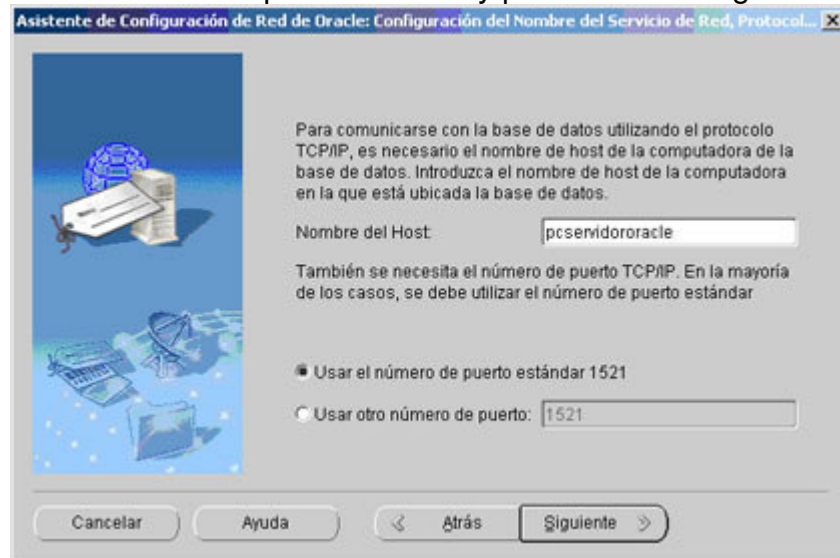 Asistente de Configuración de Red de Oracle: Configuración del Nombre del Servicio de Red, Protocol...
Para comunicarse con la base de datos utilizando el protocolo
TCP/IP, es necesario el nombre de host de la computadora de la
base de datos. Introduzca el nombre de host de la computadora
en la que está ubicada la base de datos.
Nombre del Host: pcservidororacle
También se necesita el número de puerto TCP/IP. En la mayoría
de los casos, se debe utilizar el número de puerto estándar
Usar el número de puerto estándar 1521
Usar otro número de puerto: 1521
Cancelar Ayuda Atrás Siguiente